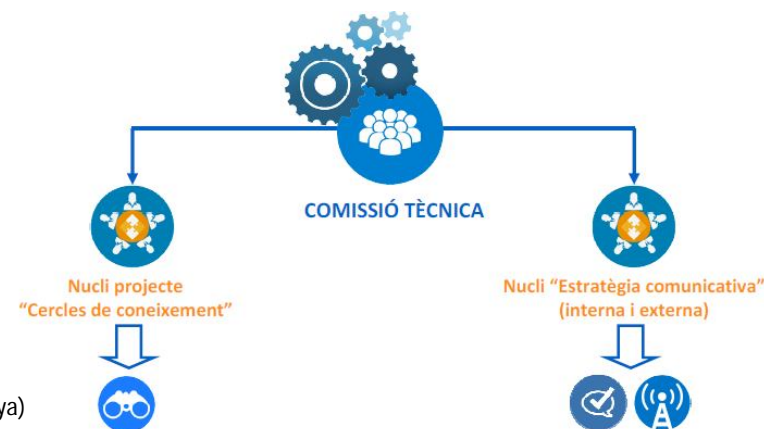 COMISSIÓ TÈCNICA
Nucli projecte
“Cercles de coneixement”
Nucli “Estratègia comunicativa”
(interna i externa)
ya)